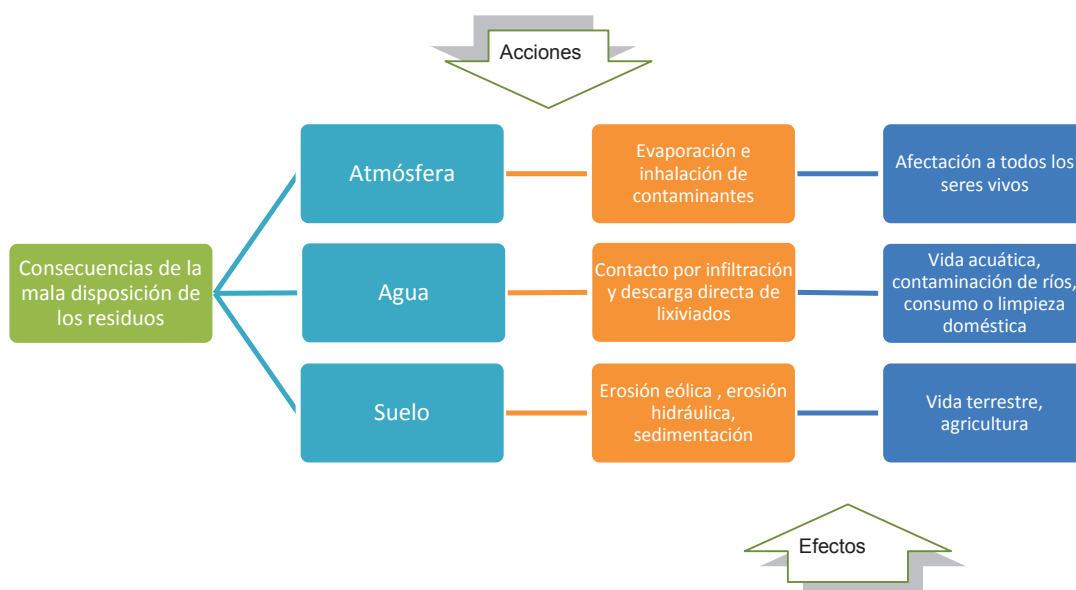 Acciones
Atmósfera
Evaporación e
inhalación de
contaminantes
Afectación a todos los
seres vivos
Consecuencias de la
mala disposición de
los residuos
Agua
Contacto por infiltración
y descarga directa de
lixiviados
Vida acuática,
contaminación de ríos,
consumo o limpieza
doméstica
Suelo
Erosión eólica , erosión
hidráulica,
sedimentación
Vida terrestre,
agricultura
Efectos